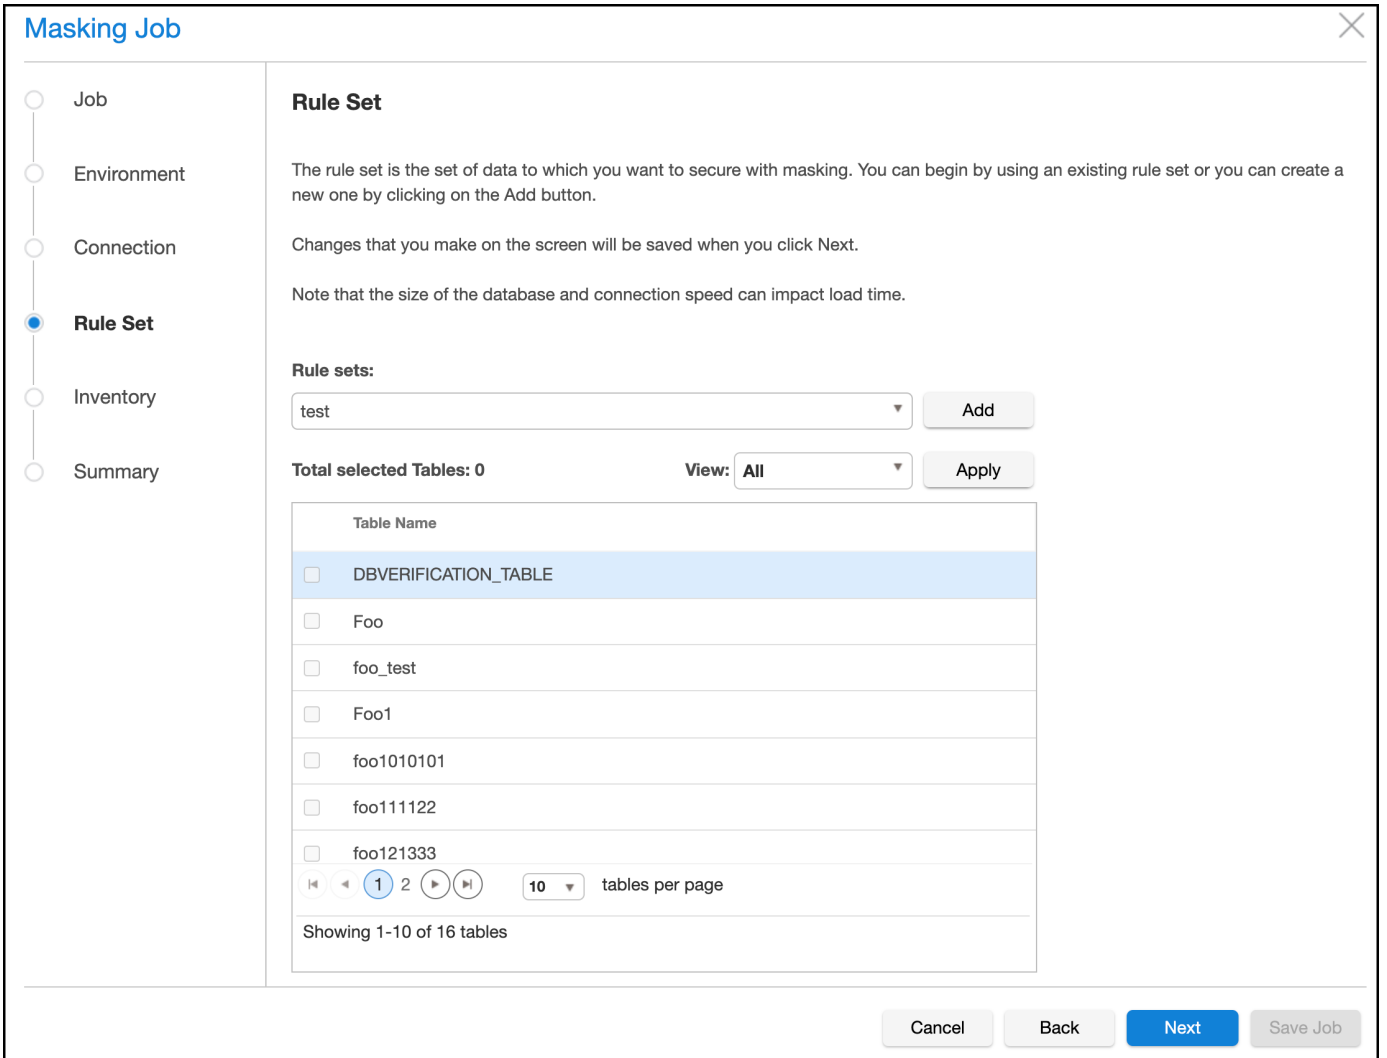 Masking Job
Job
Environment
Connection
Rule Set
Inventory
Summary
Rule Set
The rule set is the set of data to which you want to secure with masking. You can begin by using an existing rule set or you can create a
new one by clicking on the Add button.
Changes that you make on the screen will be saved when you click Next.
Note that the size of the database and connection speed can impact load time.
Rule sets:
test Add
Total selected Tables: 0 View: All Apply
Table Name
DBVERIFICATION_TABLE
Foo
foo_test
Foo1
foo1010101
foo111122
foo121333
1 2 10 tables per page
Showing 1-10 of 16 tables
Cancel Back Next Save Job